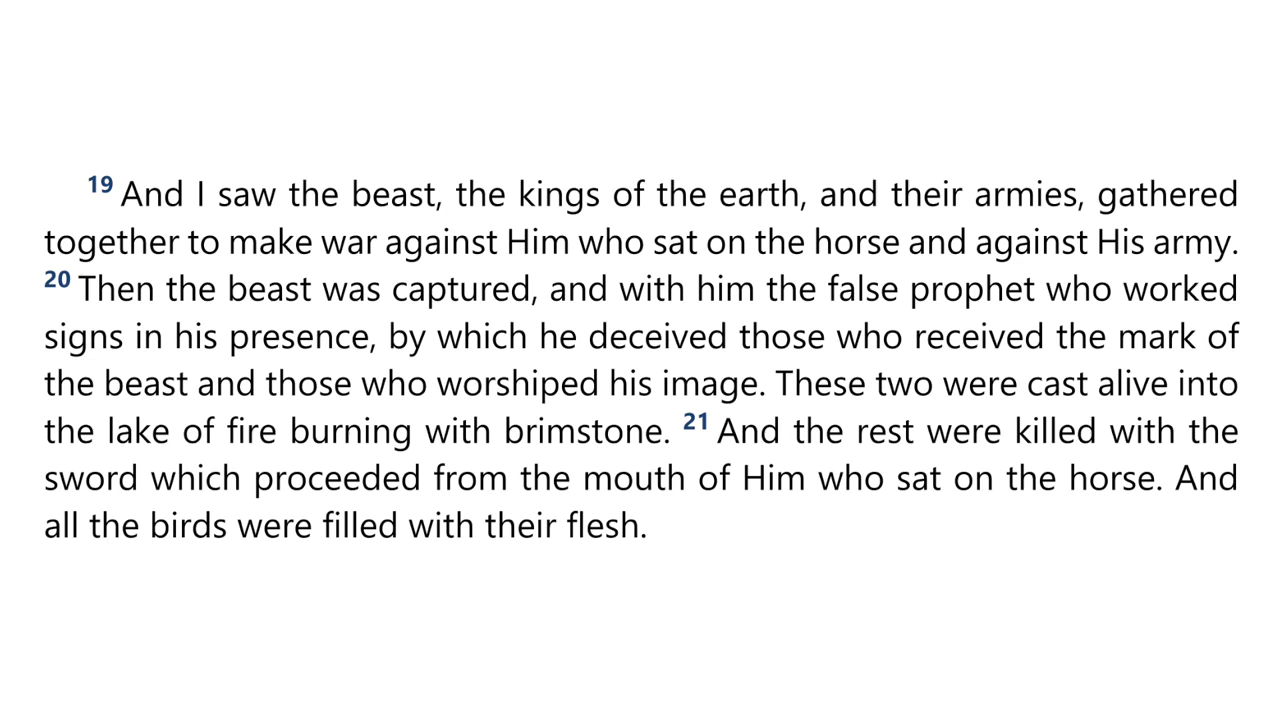 19 And I saw the beast, the kings of the earth, and their armies, gathered
together to make war against Him who sat on the horse and against His army.
20 Then the beast was captured, and with him the false prophet who worked
signs in his presence, by which he deceived those who received the mark of
the beast and those who worshiped his image. These two were cast alive into
the lake of fire burning with brimstone. 21 And the rest were killed with the
sword which proceeded from the mouth of Him who sat on the horse. And
all the birds were filled with their flesh.